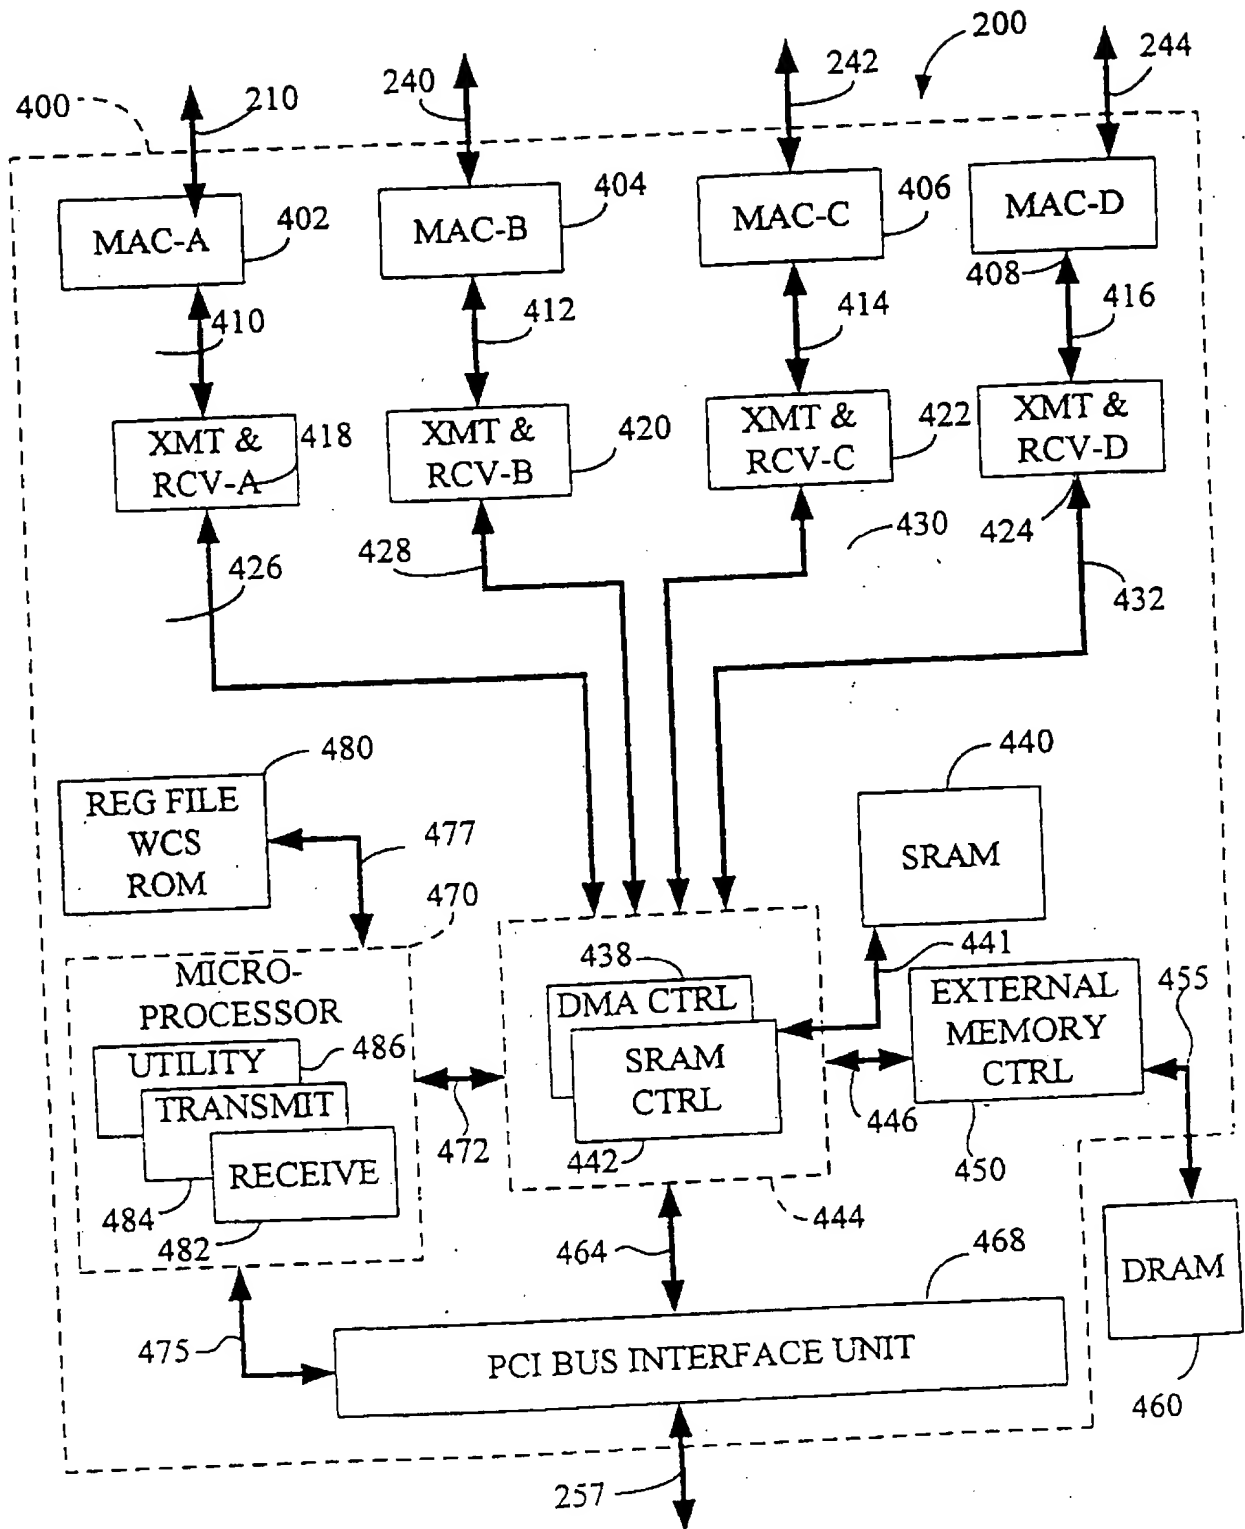 200
210
240
242
244
400
MAC-A
402
MAC-B
404
MAC-C
406
MAC-D
408
410
412
414
416
XMT &
RCV-A
418
XMT &
RCV-B
420
XMT &
RCV-C
422
XMT &
RCV-D
424
426
428
430
432
480
REG FILE
WCS
ROM
477
470
440
SRAM
441
MICRO-
PROCESSOR
UTILITY
486
TRANSMIT
RECEIVE
484
482
472
438
DMA CTRL
SRAM
CTRL
442
444
446
EXTERNAL
MEMORY
CTRL
450
455
DRAM
460
464
468
475
PCI BUS INTERFACE UNIT
257